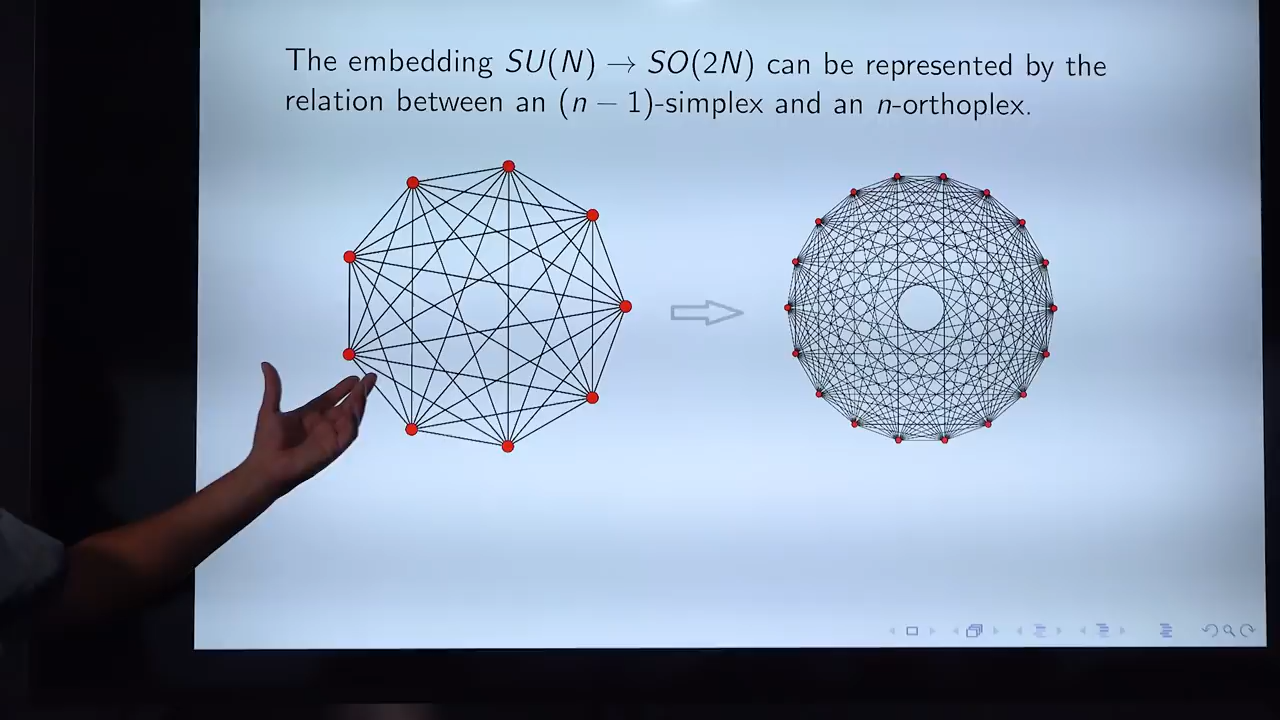 The embedding SU(N) → SO(2N) can be represented by the
relation between an (n − 1)-simplex and an n-orthoplex.